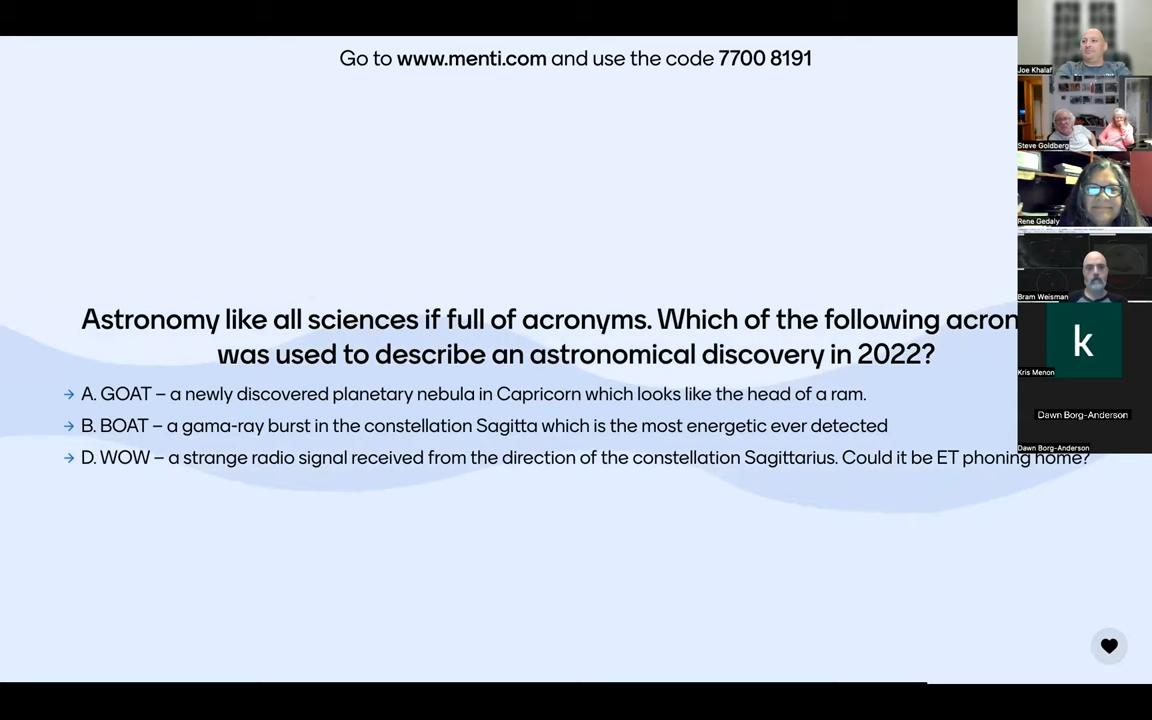 Go to www.menti.com and use the code 7700 8191
Astronomy like all sciences if full of acronyms. Which of the following acron
was used to describe an astronomical discovery in 2022?
→ A. GOAT – a newly discovered planetary nebula in Capricorn which looks like the head of a ram.
→ B. BOAT – a gama-ray burst in the constellation Sagitta which is the most energetic ever detected
→ D. WOW – a strange radio signal received from the direction of the constellation Sagittarius. Could it be ET phoning home?
Joe Khalaf
Steve Goldberg
Rene Gedaly
Bram Weisman
k
Kris Menon
Dawn Borg-Anderson
Dawn Borg-Anderson